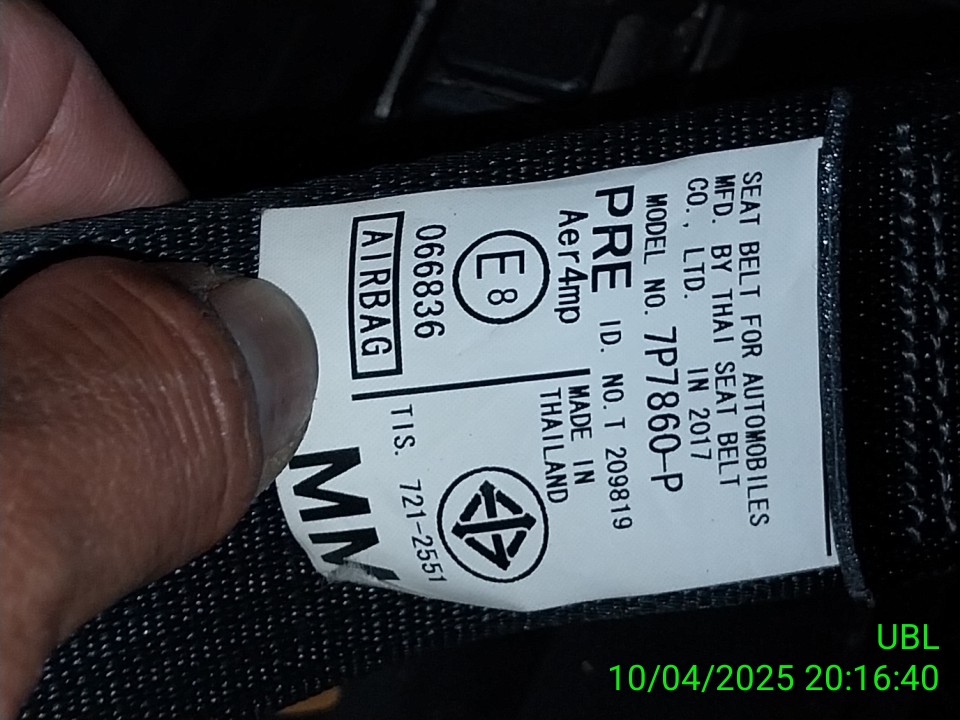 SEAT BELT FOR AUTOMOBILES
MFD. BY THAI SEAT BELT
CO., LTD. IN 2017
MODEL NO. 7P7860-P
PRE ID. NO. T 209819
Aer4mp
MADE IN
THAILAND
E8
066836
AIRBAG
TIS. 721-2551
MM
UBL
10/04/2025 20:16:40